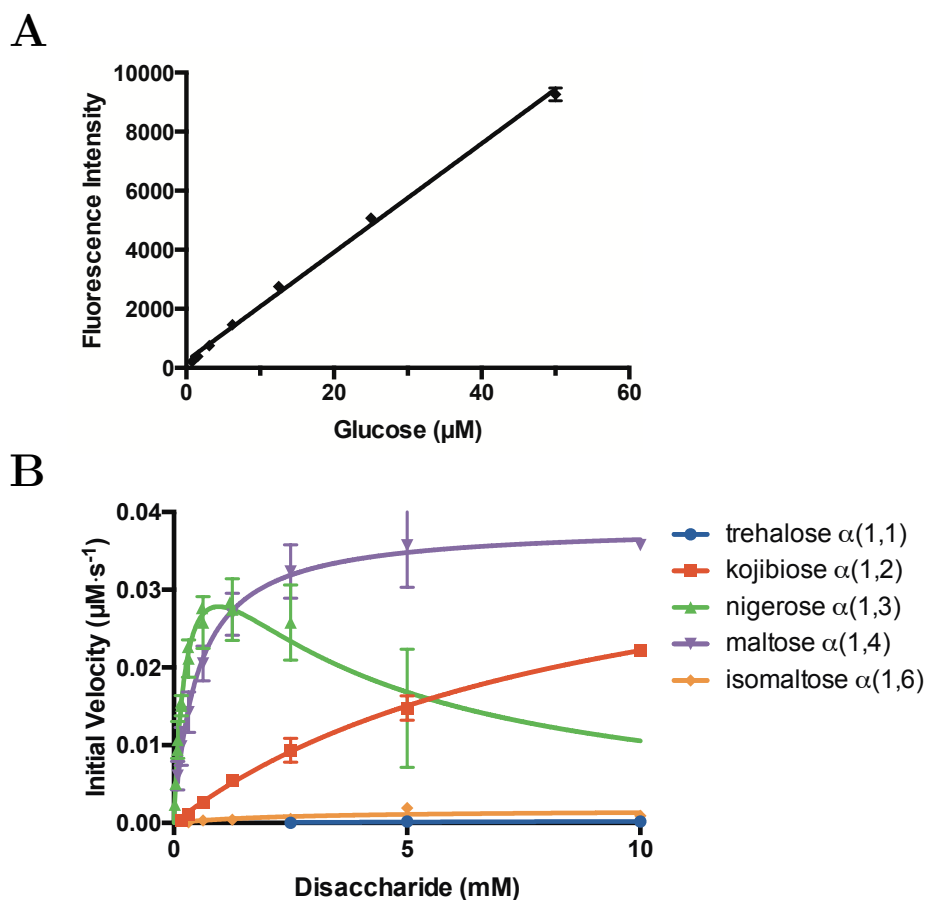 A
10000
8000
6000
4000
2000
0
Fluorescence Intensity
0 20 40 60
Glucose (µM)
B
0.04
0.03
0.02
0.01
0.00
Initial Velocity (µM·s⁻¹)
0 5 10
Disaccharide (mM)
trehalose α(1,1)
kojibiose α(1,2)
nigerose α(1,3)
maltose α(1,4)
isomaltose α(1,6)